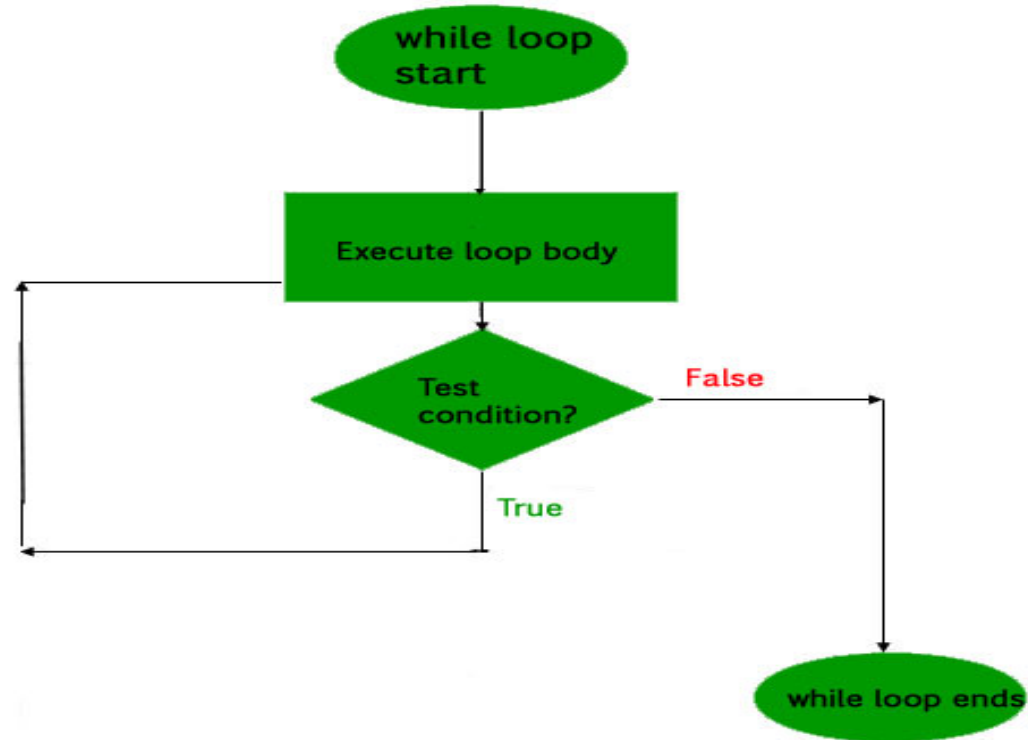 while loop
start
Execute loop body
Test
condition?
False
True
while loop ends